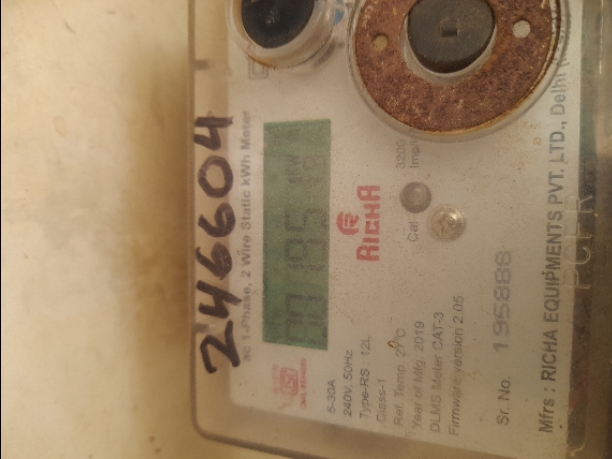 246604
ac 1-Phase, 2 Wire Static kWh Meter
RICHA
Cal
3200
Imp/
5-30A
240V, 50Hz
Type-RS 12L
Class-1
Ref. Temp. 27°C
Year of Mfg. 2019
DLMS Meter CAT-3
Firmware version 2.05
Sr. No. 195888
Mfrs : RICHA EQUIPMENTS PVT. LTD., Delhi